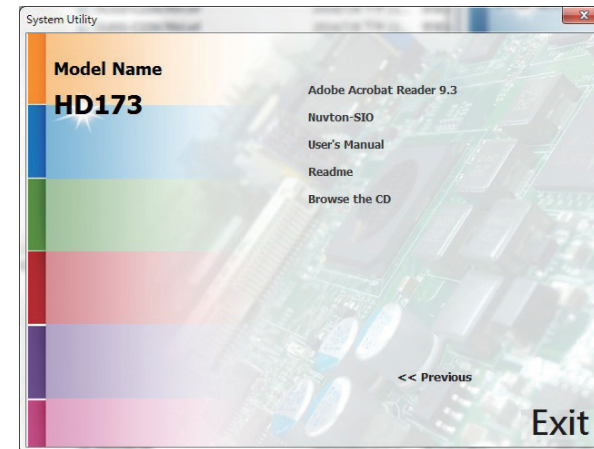 System Utility
Model Name
HD173
Adobe Acrobat Reader 9.3
Nuvton-SIO
User's Manual
Readme
Browse the CD
<< Previous
Exit